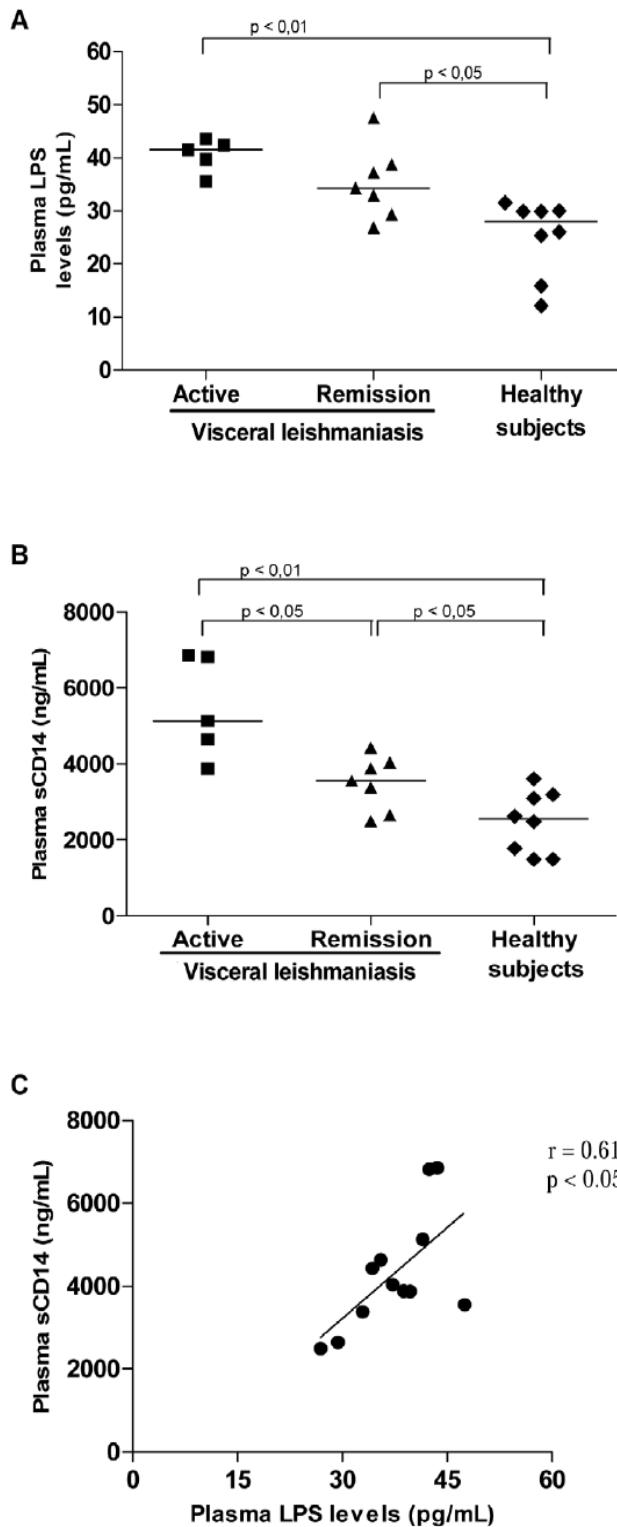 A
p < 0,01
p < 0,05
Plasma LPS
levels (pg/mL)
60
50
40
30
20
10
0
Active Remission Healthy
Visceral leishmaniasis subjects
B
p < 0,01
p < 0,05 p < 0,05
Plasma sCD14 (ng/mL)
8000
6000
4000
2000
0
Active Remission Healthy
Visceral leishmaniasis subjects
C
Plasma sCD14 (ng/mL)
8000
6000
4000
2000
0
r = 0.61
p < 0.05
0 15 30 45 60
Plasma LPS levels (pg/mL)